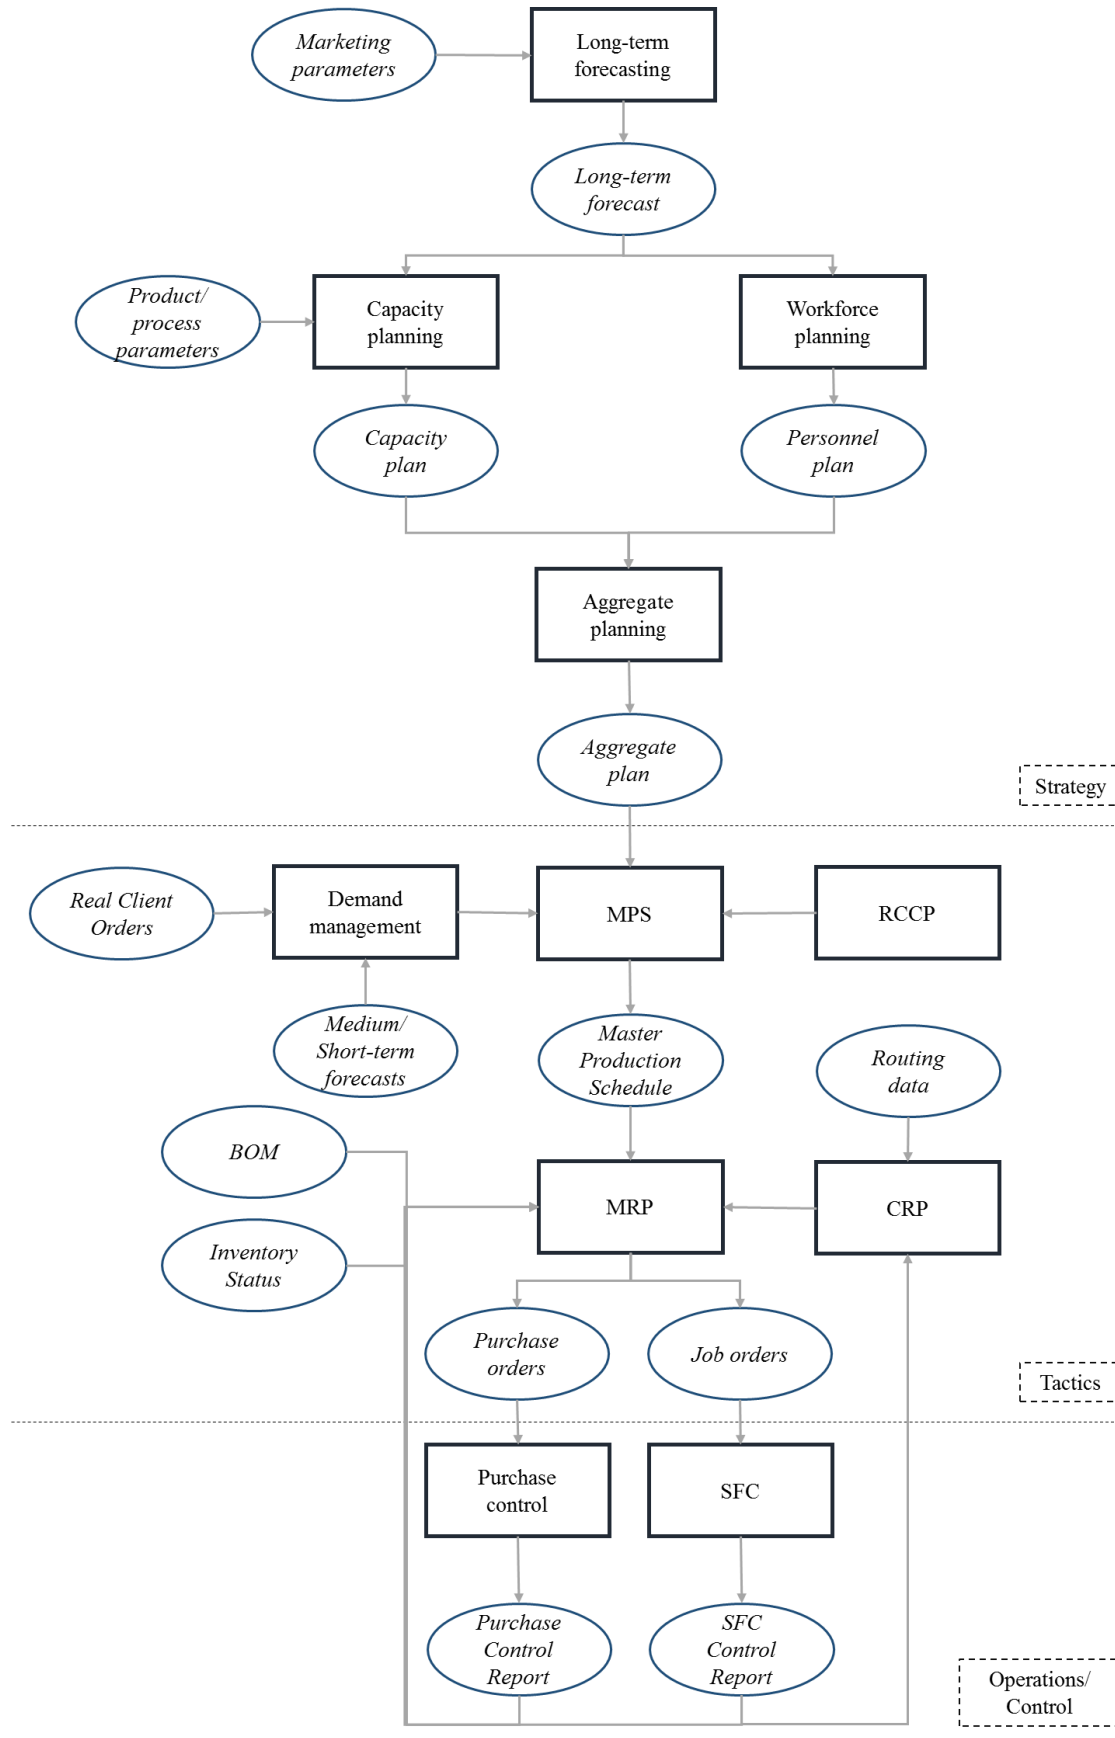 Marketing
parameters
Long-term
forecasting
Long-term
forecast
Product/
process
parameters
Capacity
planning
Workforce
planning
Capacity
plan
Personnel
plan
Aggregate
planning
Aggregate
plan
Strategy
Real Client
Orders
Demand
management
MPS
RCCP
Medium/
Short-term
forecasts
Master
Production
Schedule
Routing
data
BOM
MRP
CRP
Inventory
Status
Purchase
orders
Job orders
Tactics
Purchase
control
SFC
Purchase
Control
Report
SFC
Control
Report
Operations/
Control